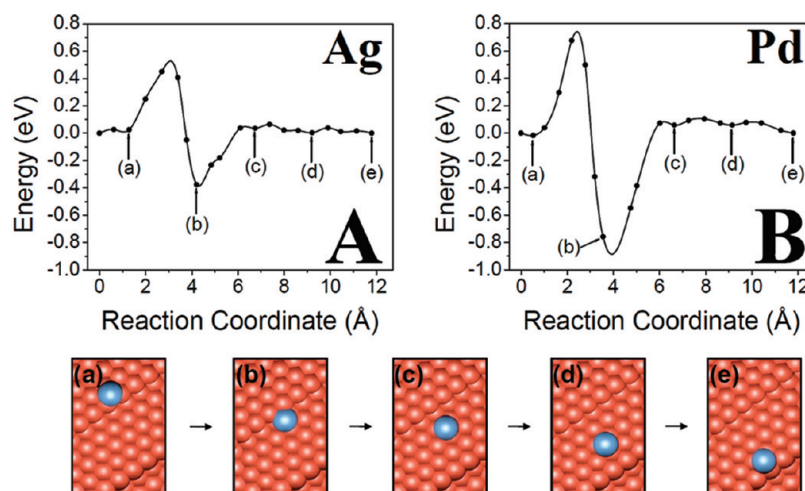 Ag
0.8
0.6
0.4
0.2
0.0
-0.2
-0.4
-0.6
-0.8
-1.0
Energy (eV)
(a)
(b)
(c)
(d)
(e)
A
0 2 4 6 8 10 12
Reaction Coordinate (Å)
Pd
0.8
0.6
0.4
0.2
0.0
-0.2
-0.4
-0.6
-0.8
-1.0
Energy (eV)
(a)
(b)
(c)
(d)
(e)
B
0 2 4 6 8 10 12
Reaction Coordinate (Å)
(a) (b) (c) (d) (e)